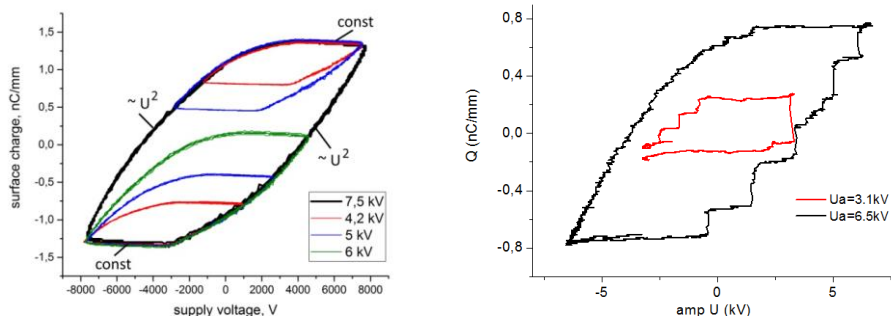 const
1.5
1.0
0.5
0.0
-0.5
-1.0
-1.5
surface charge, nC/mm
~ U²
~ U²
const
7,5 kV
4,2 kV
5 kV
6 kV
-8000 -6000 -4000 -2000 0 2000 4000 6000 8000
supply voltage, V
0,8
0,4
0,0
-0,4
-0,8
Q (nC/mm)
Ua=3.1kV
Ua=6.5kV
-5 0 5
amp U (kV)